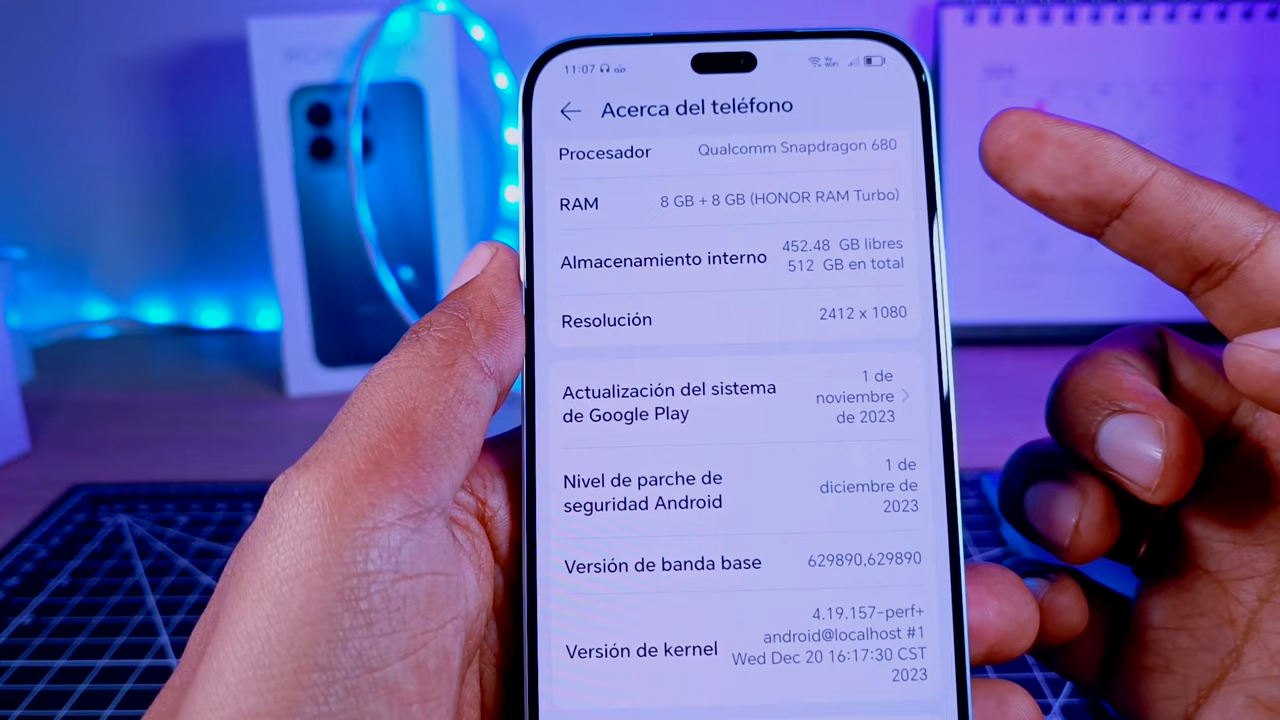 11:07
Acerca del teléfono
Procesador Qualcomm Snapdragon 680
RAM 8 GB + 8 GB (HONOR RAM Turbo)
Almacenamiento interno 452.48 GB libres
512 GB en total
Resolución 2412 x 1080
Actualización del sistema
de Google Play
1 de
noviembre
de 2023
Nivel de parche de
seguridad Android
1 de
diciembre de
2023
Versión de banda base 629890,629890
Versión de kernel
4.19.157-perf+
android@localhost #1
Wed Dec 20 16:17:30 CST
2023